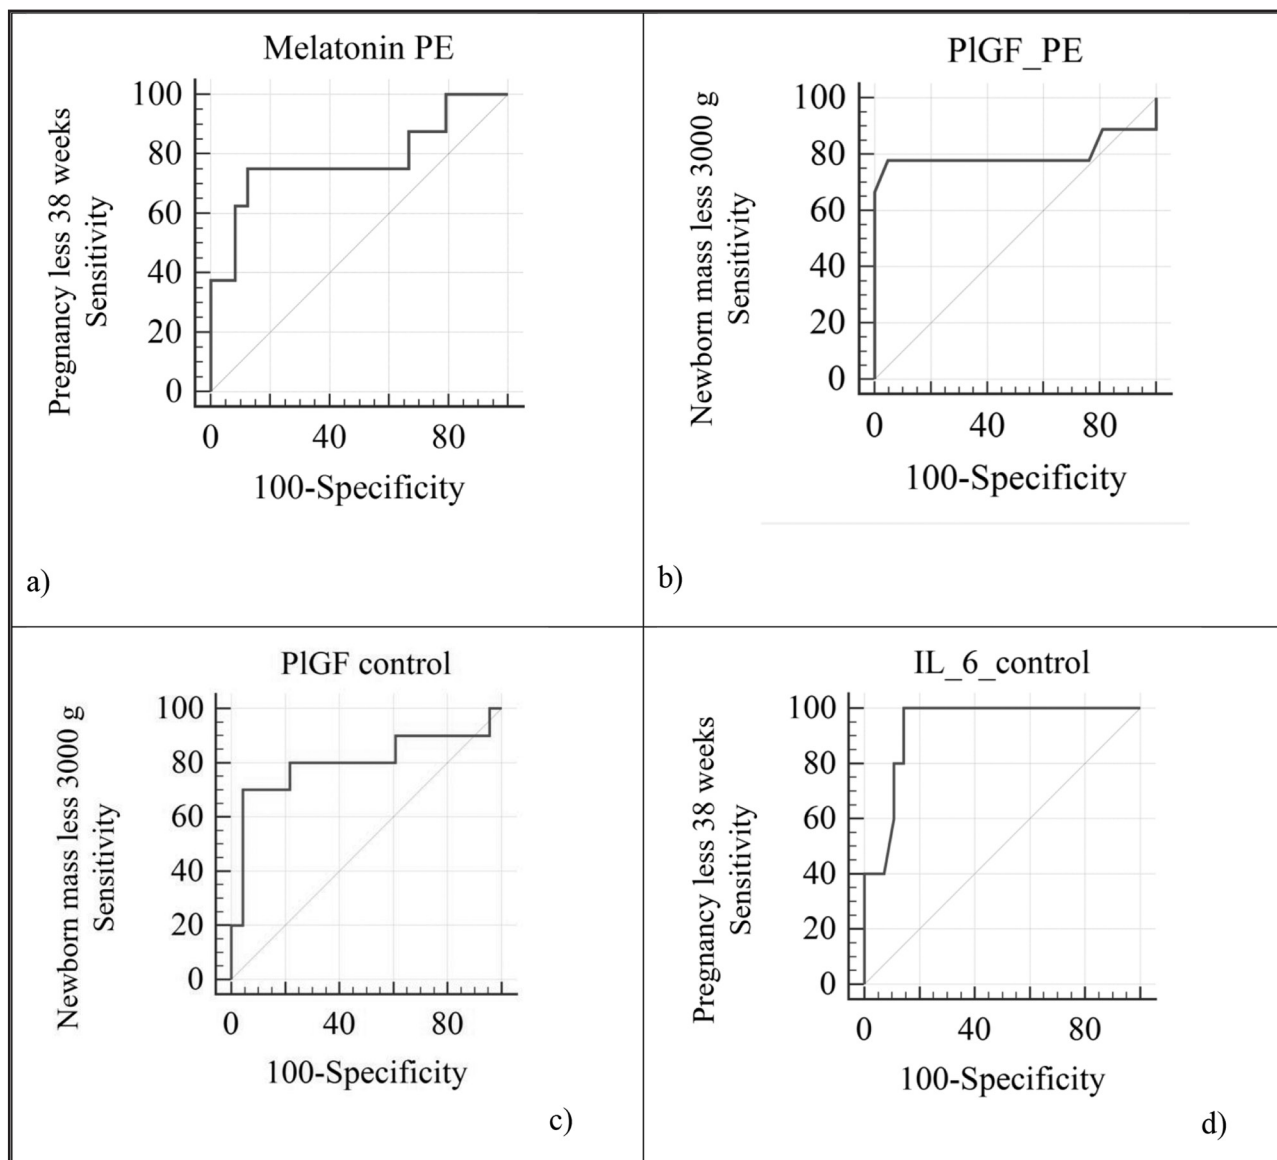 Melatonin PE
Pregnancy less 38 weeks
Sensitivity
100
80
60
40
20
0
0 40 80
100-Specificity
a)
PlGF_PE
Newborn mass less 3000 g
Sensitivity
100
80
60
40
20
0
0 40 80
100-Specificity
b)
PlGF control
Newborn mass less 3000 g
Sensitivity
100
80
60
40
20
0
0 40 80
100-Specificity
c)
IL_6_control
Pregnancy less 38 weeks
Sensitivity
100
80
60
40
20
0
0 40 80
100-Specificity
d)